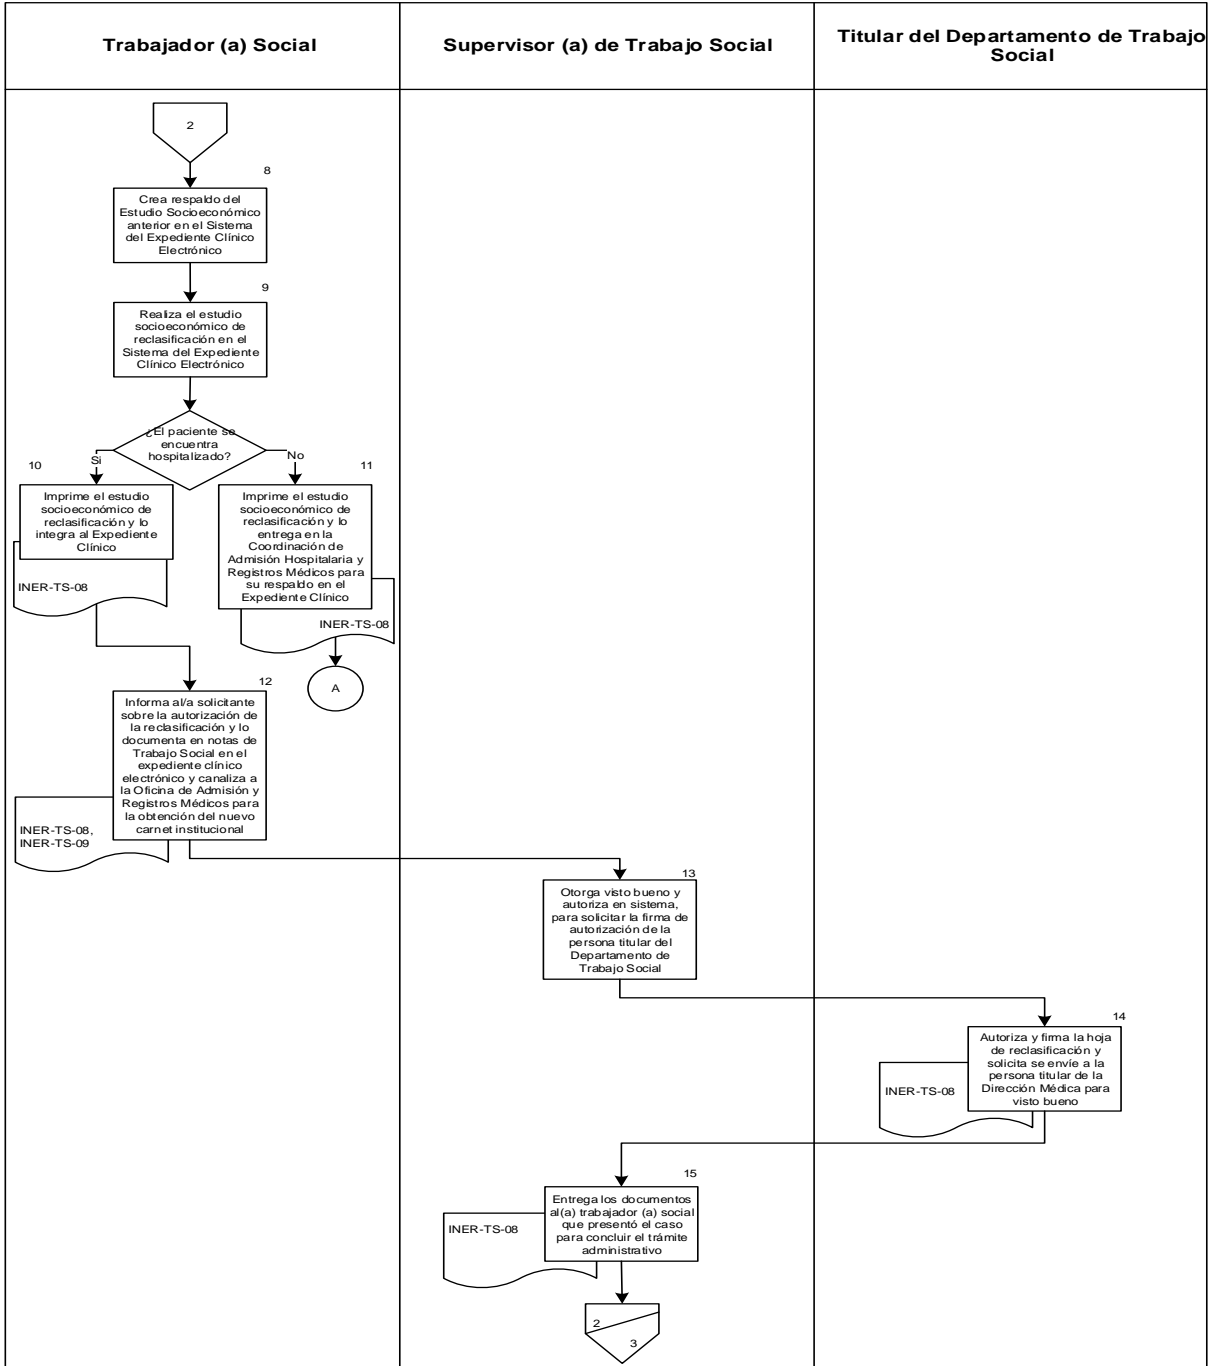 Trabajador (a) Social
Supervisor (a) de Trabajo Social
Titular del Departamento de Trabajo
Social
2
8
Crea respaldo del
Estudio Socioeconómico
anterior en el Sistema
del Expediente Clínico
Electrónico
9
Realiza el estudio
socioeconómico de
reclasificación en el
Sistema del Expediente
Clínico Electrónico
¿El paciente se
encuentra
hospitalizado?
Si
No
10
Imprime el estudio
socioeconómico de
reclasificación y lo
integra al Expediente
Clínico
INER-TS-08
11
Imprime el estudio
socioeconómico de
reclasificación y lo
entrega en la
Coordinación de
Admisión Hospitalaria y
Registros Médicos para
su respaldo en el
Expediente Clínico
INER-TS-08
A
12
Informa al/a solicitante
sobre la autorización de
la reclasificación y lo
documenta en notas de
Trabajo Social en el
expediente clínico
electrónico y canaliza a
la Oficina de Admisión y
Registros Médicos para
la obtención del nuevo
carnet institucional
INER-TS-08,
INER-TS-09
13
Otorga visto bueno y
autoriza en sistema,
para solicitar la firma de
autorización de la
persona titular del
Departamento de
Trabajo Social
14
Autoriza y firma la hoja
de reclasificación y
solicita se envíe a la
persona titular de la
Dirección Médica para
visto bueno
INER-TS-08
15
Entrega los documentos
al(a) trabajador (a) social
que presentó el caso
para concluir el trámite
administrativo
INER-TS-08
2
3